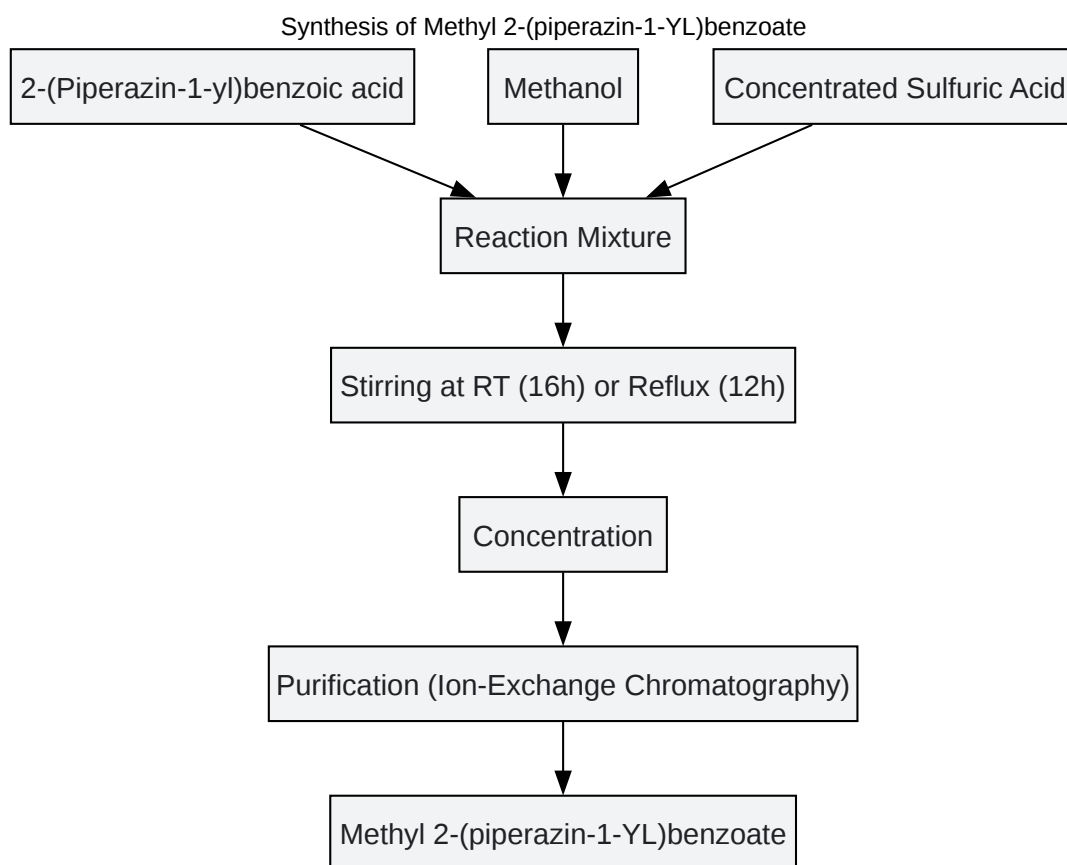 Synthesis of Methyl 2-(piperazin-1-YL)benzoate
2-(Piperazin-1-yl)benzoic acid
Methanol
Concentrated Sulfuric Acid
Reaction Mixture
Stirring at RT (16h) or Reflux (12h)
Concentration
Purification (Ion-Exchange Chromatography)
Methyl 2-(piperazin-1-YL)benzoate